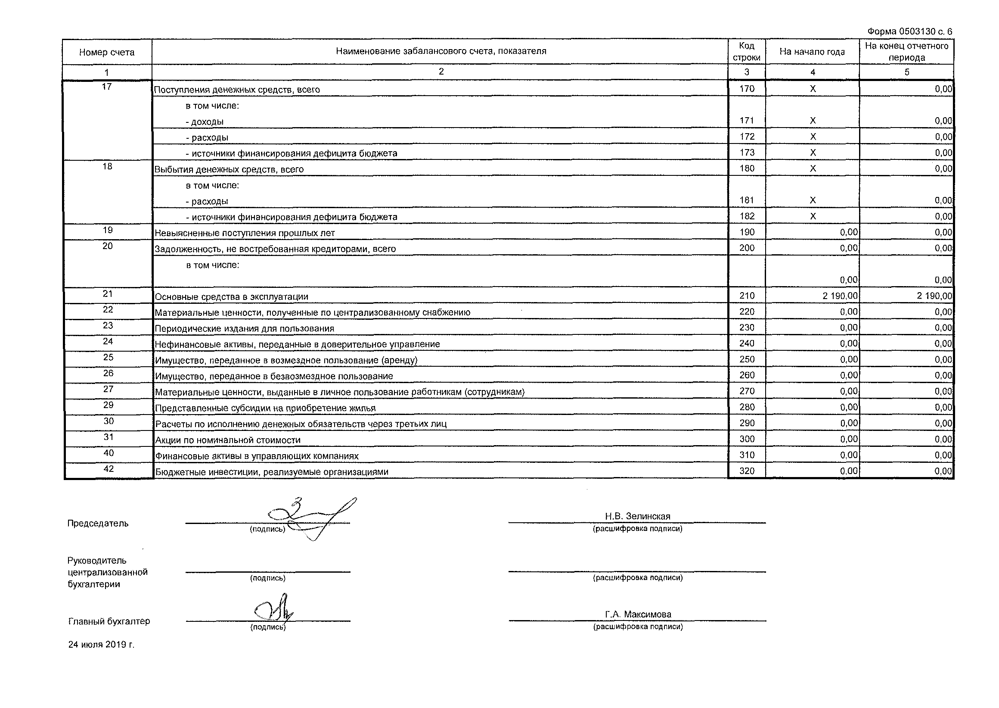 Форма 0503130 с. 6
Номер счета Наименование забалансового счета, показателя Код строки На начало года На конец отчетного периода
1 2 3 4 5
17 Поступления денежных средств, всего 170 X 0,00
в том числе:
- доходы 171 X 0,00
- расходы 172 X 0,00
- источники финансирования дефицита бюджета 173 X 0,00
18 Выбытия денежных средств, всего 180 X 0,00
в том числе:
- расходы 181 X 0,00
- источники финансирования дефицита бюджета 182 X 0,00
19 Невыясненные поступления прошлых лет 190 0,00 0,00
20 Задолженность, не востребованная кредиторами, всего 200 0,00 0,00
в том числе:
0,00 0,00
21 Основные средства в эксплуатации 210 2 190,00 2 190,00
22 Материальные ценности, полученные по централизованному снабжению 220 0,00 0,00
23 Периодические издания для пользования 230 0,00 0,00
24 Нефинансовые активы, переданные в доверительное управление 240 0,00 0,00
25 Имущество, переданное в возмездное пользование (аренду) 250 0,00 0,00
26 Имущество, переданное в безвозмездное пользование 260 0,00 0,00
27 Материальные ценности, выданные в личное пользование работникам (сотрудникам) 270 0,00 0,00
29 Представленные субсидии на приобретение жилья 280 0,00 0,00
30 Расчеты по исполнению денежных обязательств через третьих лиц 290 0,00 0,00
31 Акции по номинальной стоимости 300 0,00 0,00
40 Финансовые активы в управляющих компаниях 310 0,00 0,00
42 Бюджетные инвестиции, реализуемые организациями 320 0,00 0,00
Председатель Н.В. Зелинская
(подпись) (расшифровка подписи)
Руководитель
централизованной
бухгалтерии
(подпись) (расшифровка подписи)
Главный бухгалтер Г.А. Максимова
(подпись) (расшифровка подписи)
24 июля 2019 г.